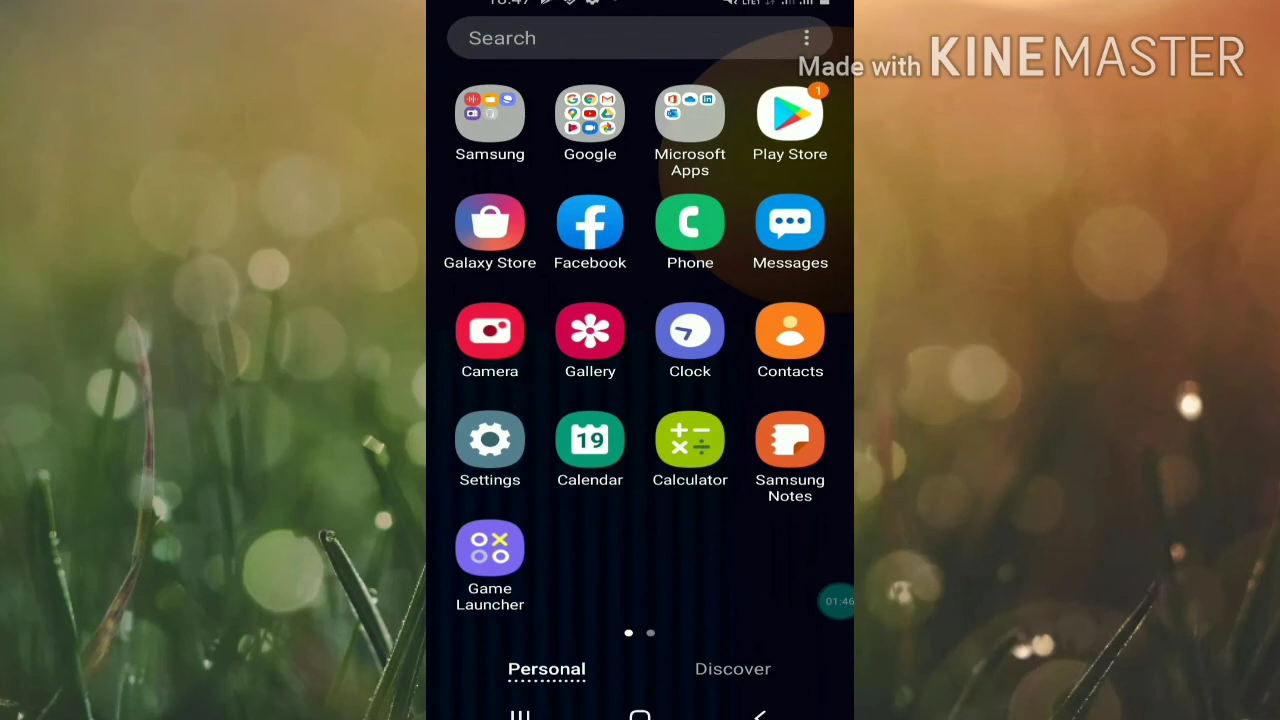 Made with KINEMASTER
Search
1
Samsung Google Microsoft Apps Play Store
Galaxy Store Facebook Phone Messages
Camera Gallery Clock Contacts
19
Settings Calendar Calculator Samsung Notes
Game Launcher
01:46
Personal Discover